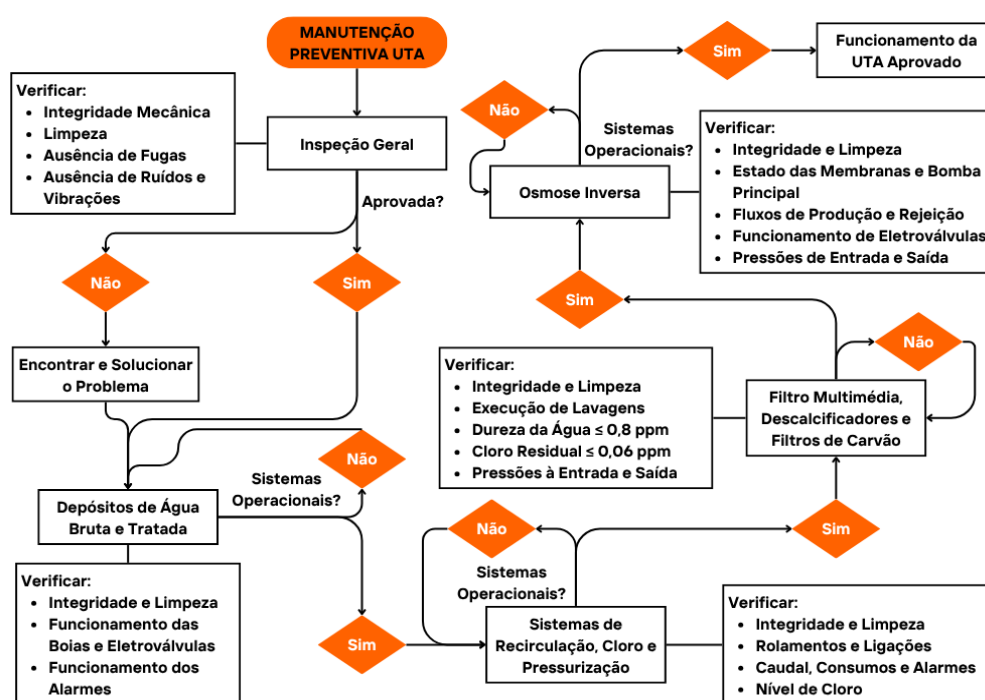 MANUTENÇÃO
PREVENTIVA UTA
Verificar:
• Integridade Mecânica
• Limpeza
• Ausência de Fugas
• Ausência de Ruídos e
Vibrações
Inspeção Geral
Aprovada?
Não
Sim
Encontrar e Solucionar
o Problema
Depósitos de Água
Bruta e Tratada
Sistemas
Operacionais?
Não
Sim
Verificar:
• Integridade e Limpeza
• Funcionamento das
Boias e Eletroválvulas
• Funcionamento dos
Alarmes
Sistemas de
Recirculação, Cloro e
Pressurização
Sistemas
Operacionais?
Não
Sim
Verificar:
• Integridade e Limpeza
• Rolamentos e Ligações
• Caudal, Consumos e Alarmes
• Nível de Cloro
Filtro Multimédia,
Descalcificadores e
Filtros de Carvão
Não
Sim
Verificar:
• Integridade e Limpeza
• Execução de Lavagens
• Dureza da Água ≤ 0,8 ppm
• Cloro Residual ≤ 0,06 ppm
• Pressões à Entrada e Saída
Osmose Inversa
Sistemas
Operacionais?
Não
Sim
Verificar:
• Integridade e Limpeza
• Estado das Membranas e Bomba
Principal
• Fluxos de Produção e Rejeição
• Funcionamento de Eletroválvulas
• Pressões de Entrada e Saída
Funcionamento da
UTA Aprovado